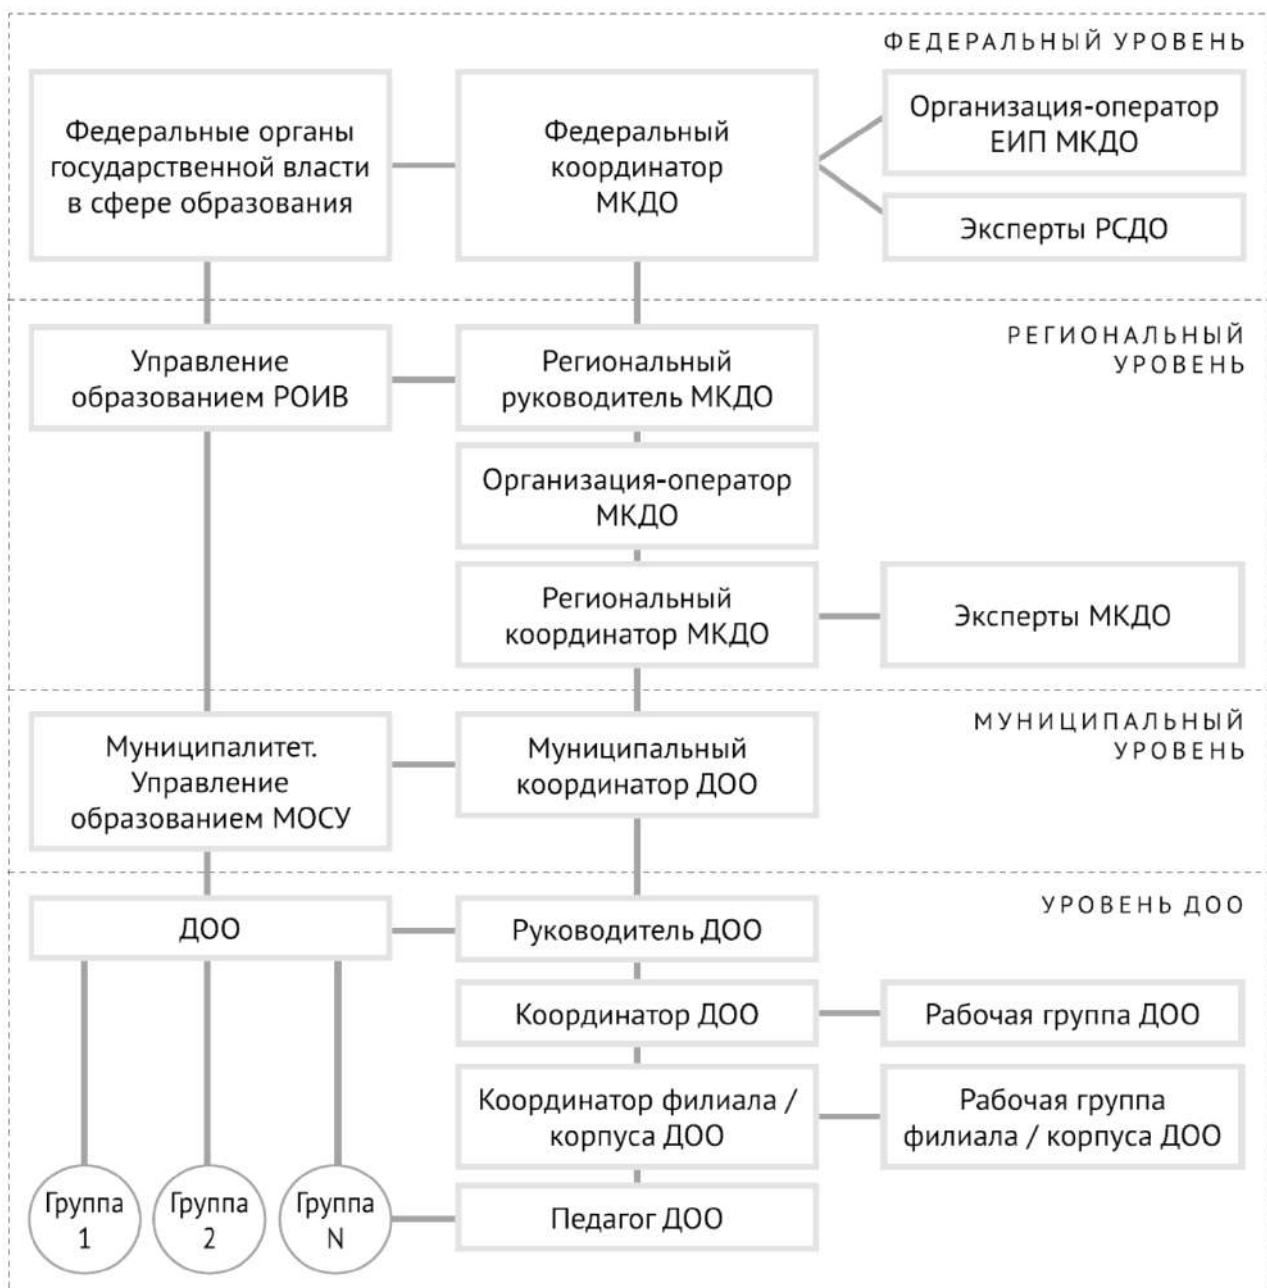 ФЕДЕРАЛЬНЫЙ УРОВЕНЬ
Федеральные органы
государственной власти
в сфере образования
Федеральный
координатор
МКДО
Организация-оператор
ЕИП МКДО
Эксперты РСДО
РЕГИОНАЛЬНЫЙ
УРОВЕНЬ
Управление
образованием РОИВ
Региональный
руководитель МКДО
Организация-оператор
МКДО
Региональный
координатор МКДО
Эксперты МКДО
МУНИЦИПАЛЬНЫЙ
УРОВЕНЬ
Муниципалитет.
Управление
образованием МОСУ
Муниципальный
координатор ДОО
УРОВЕНЬ ДОО
ДОО
Руководитель ДОО
Координатор ДОО
Рабочая группа ДОО
Координатор филиала /
корпуса ДОО
Рабочая группа
филиала / корпуса ДОО
Группа
1
Группа
2
Группа
N
Педагог ДОО